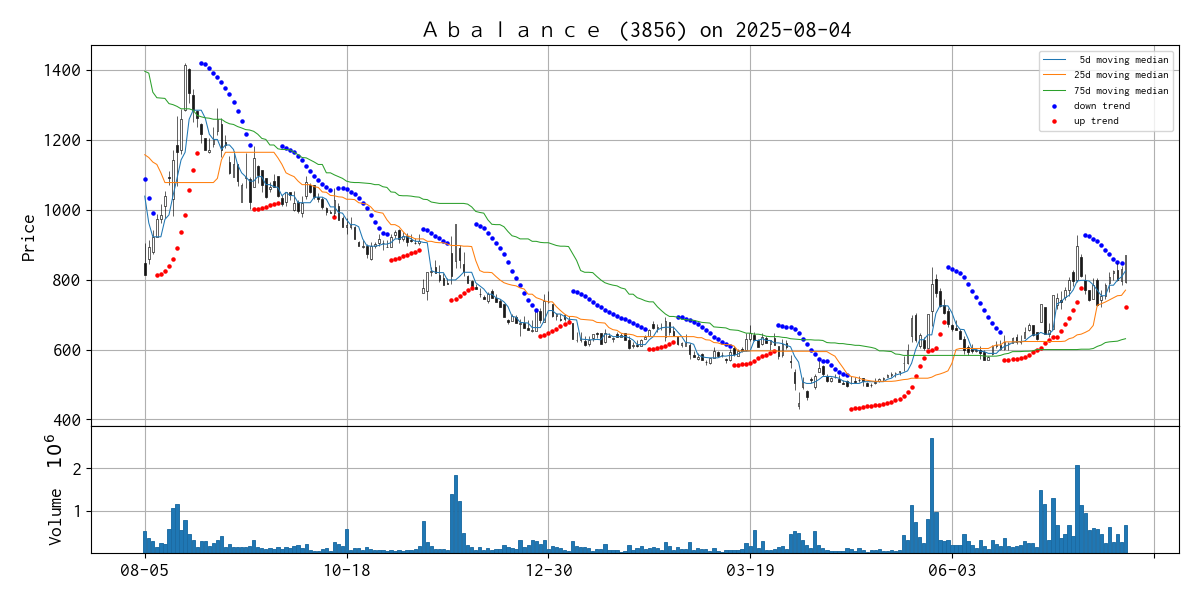 Ａｂａｌａｎｃｅ (3856) on 2025-08-04
5d moving median
25d moving median
75d moving median
down trend
up trend
Price
1400
1200
1000
800
600
400
Volume 10^6
2
1
08-05
10-18
12-30
03-19
06-03